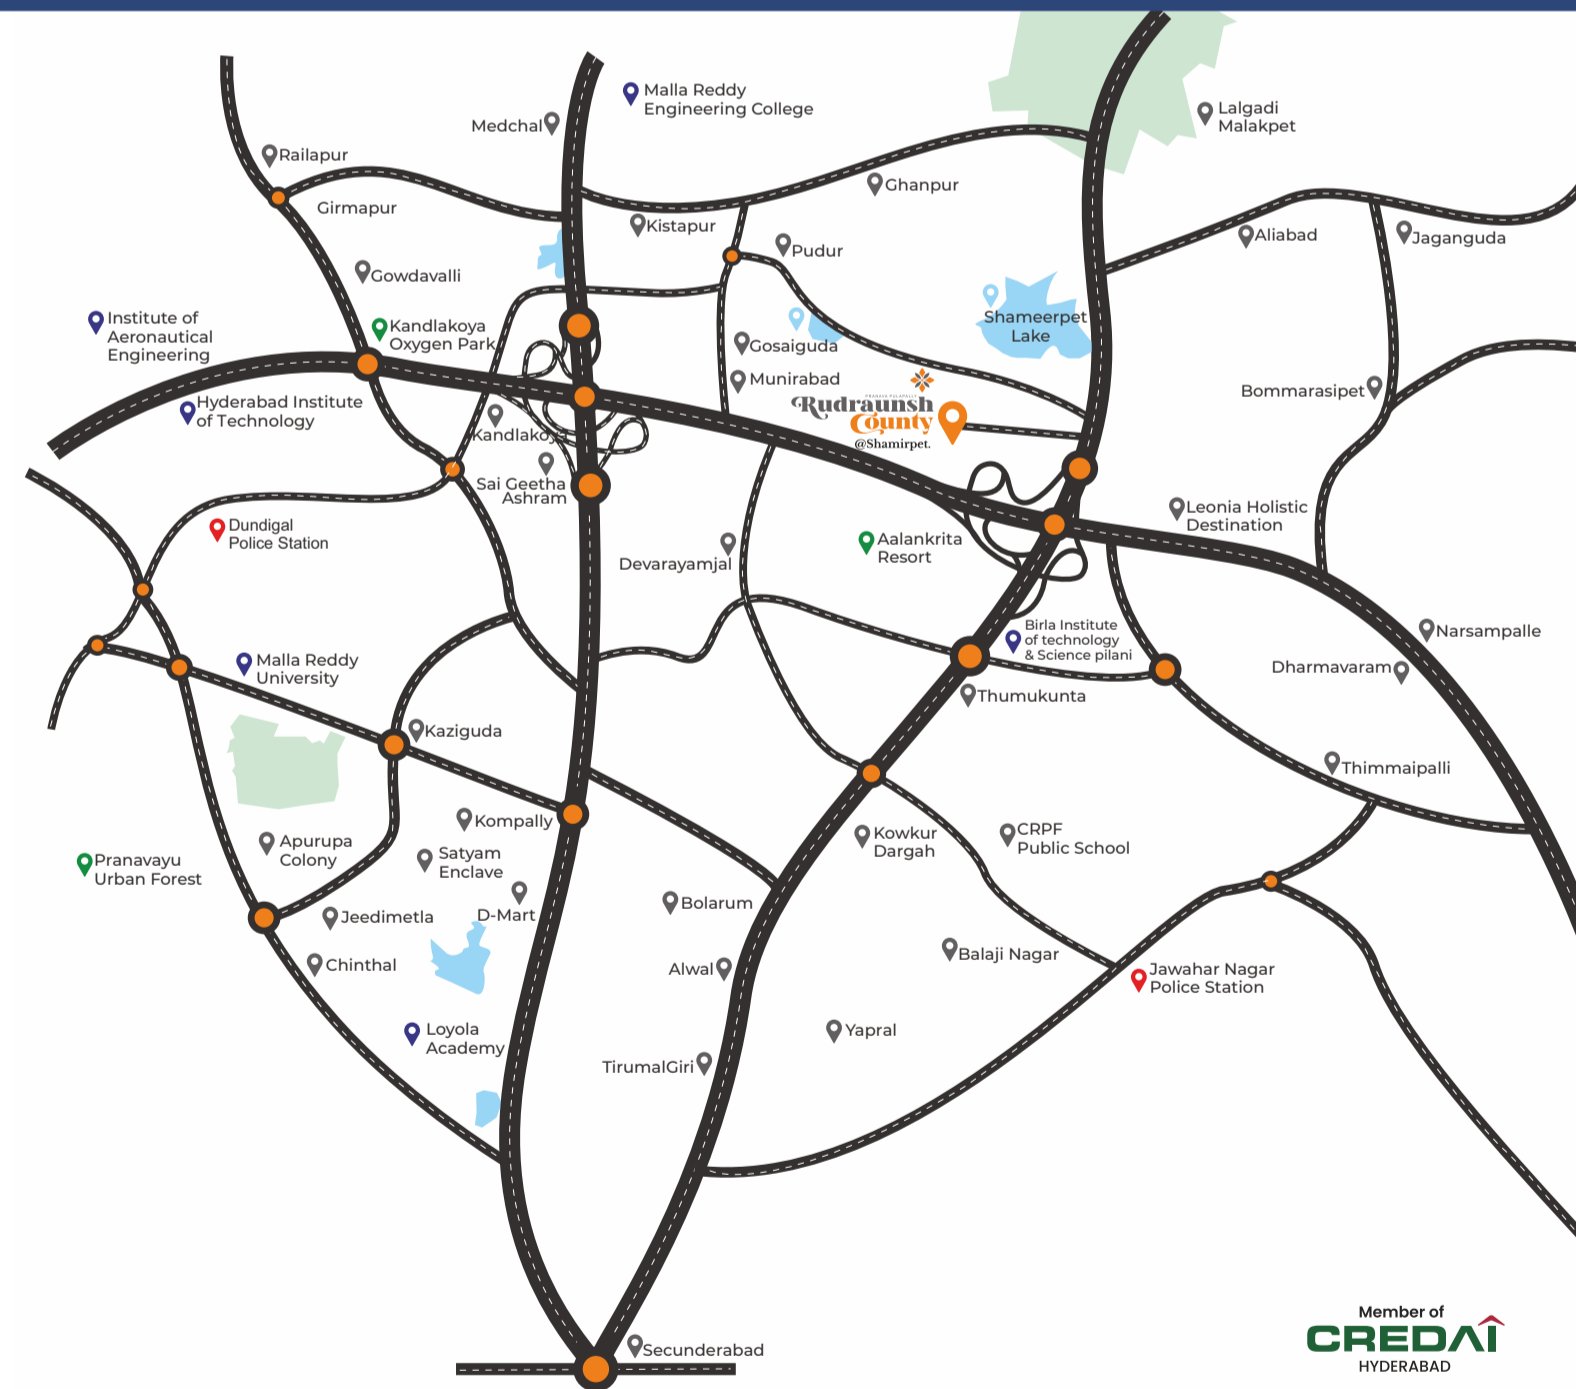 Malla Reddy
Engineering College
Medchal
Lalgadi
Malakpet
Railapur
Ghanpur
Girmapur
Kistapur
Pudur
Aliabad
Jaganguda
Gowdavalli
Institute of
Aeronautical
Engineering
Kandlakoya
Oxygen Park
Shameerpet
Lake
Gosaiguda
Munirabad
Bommarasipet
Hyderabad Institute
of Technology
Rudraunsh
County
@Shamirpet.
Kandlakoya
Sai Geetha
Ashram
Leonia Holistic
Destination
Dundigal
Police Station
Devarayamjal
Aalankrita
Resort
Birla Institute
of technology
& Science pilani
Narsampalle
Malla Reddy
University
Dharmavaram
Thumukunta
Kaziguda
Thimmaipalli
Kompally
Kowkur
Dargah
CRPF
Public School
Apurupa
Colony
Satyam
Enclave
Pranavayu
Urban Forest
D-Mart
Jeedimetla
Bolarum
Chinthal
Alwal
Balaji Nagar
Jawahar Nagar
Police Station
Loyola
Academy
Yapral
TirumalGiri
Secunderabad
Member of
CREDAI
HYDERABAD